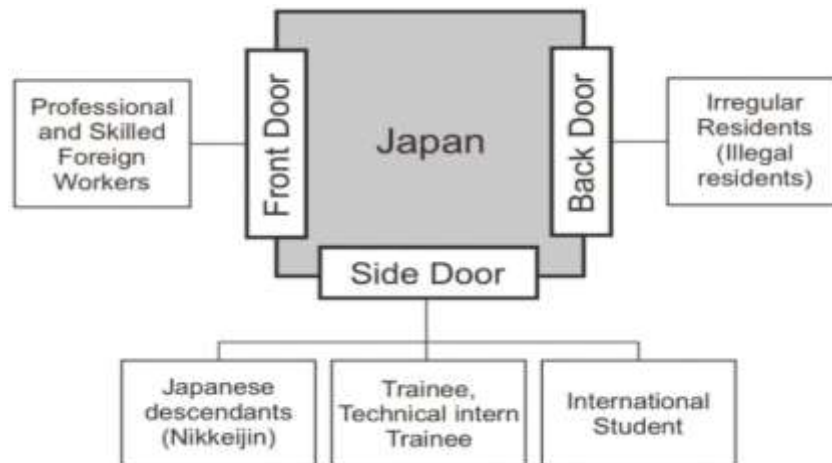 Professional
and Skilled
Foreign
Workers
Front Door
Japan
Back Door
Irregular
Residents
(Illegal
residents)
Side Door
Japanese
descendants
(Nikkeijin)
Trainee,
Technical intern
Trainee
International
Student